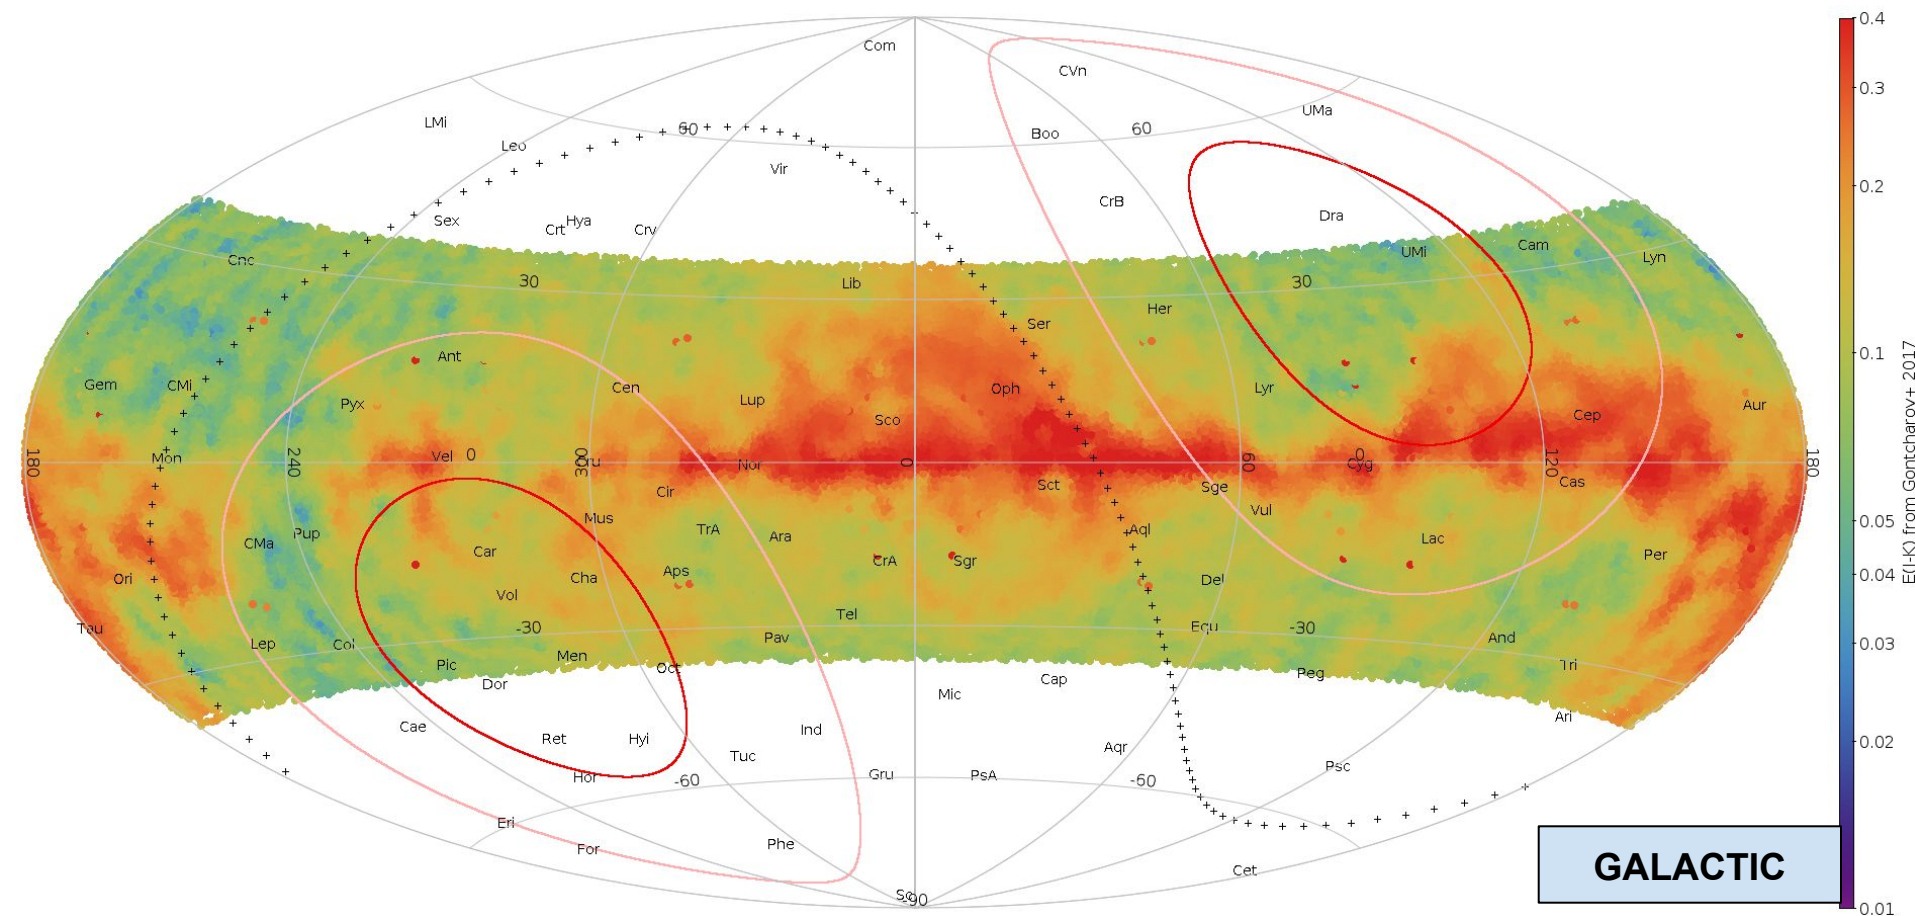 Com
0.4
CVn
0.3
UMa
LMi
60
Boo
60
Leo
Vir
0.2
CrB
Dra
Sex
Hya
Crt
Crv
Cam
UMi
Lyn
Cnc
30
Lib
30
Her
Ser
0.1
Ant
Gem
CMi
Cen
Oph
Lyr
Pyx
Lup
Aur
Cep
Sco
E(I-K) from Gontcharov+ 2017
180
Mon
240
Vel
0
Nor
0
60
0
Cyg
120
180
Cir
Sct
Sge
Cas
Vul
Mus
0.05
Pup
TrA
Ara
Aql
CMa
Lac
Car
Per
CrA
Sgr
Ori
Cha
Aps
Del
0.04
Vol
Tel
Tau
-30
Equ
-30
Lep
Col
Pav
And
0.03
Pic
Men
Oct
Tri
Dor
Cap
Peg
Mic
Cae
Ind
Ari
Ret
Hyi
Tuc
Aqr
0.02
Hor
-60
Gru
PsA
-60
Psc
Eri
For
Phe
GALACTIC
Cet
-90
0.01